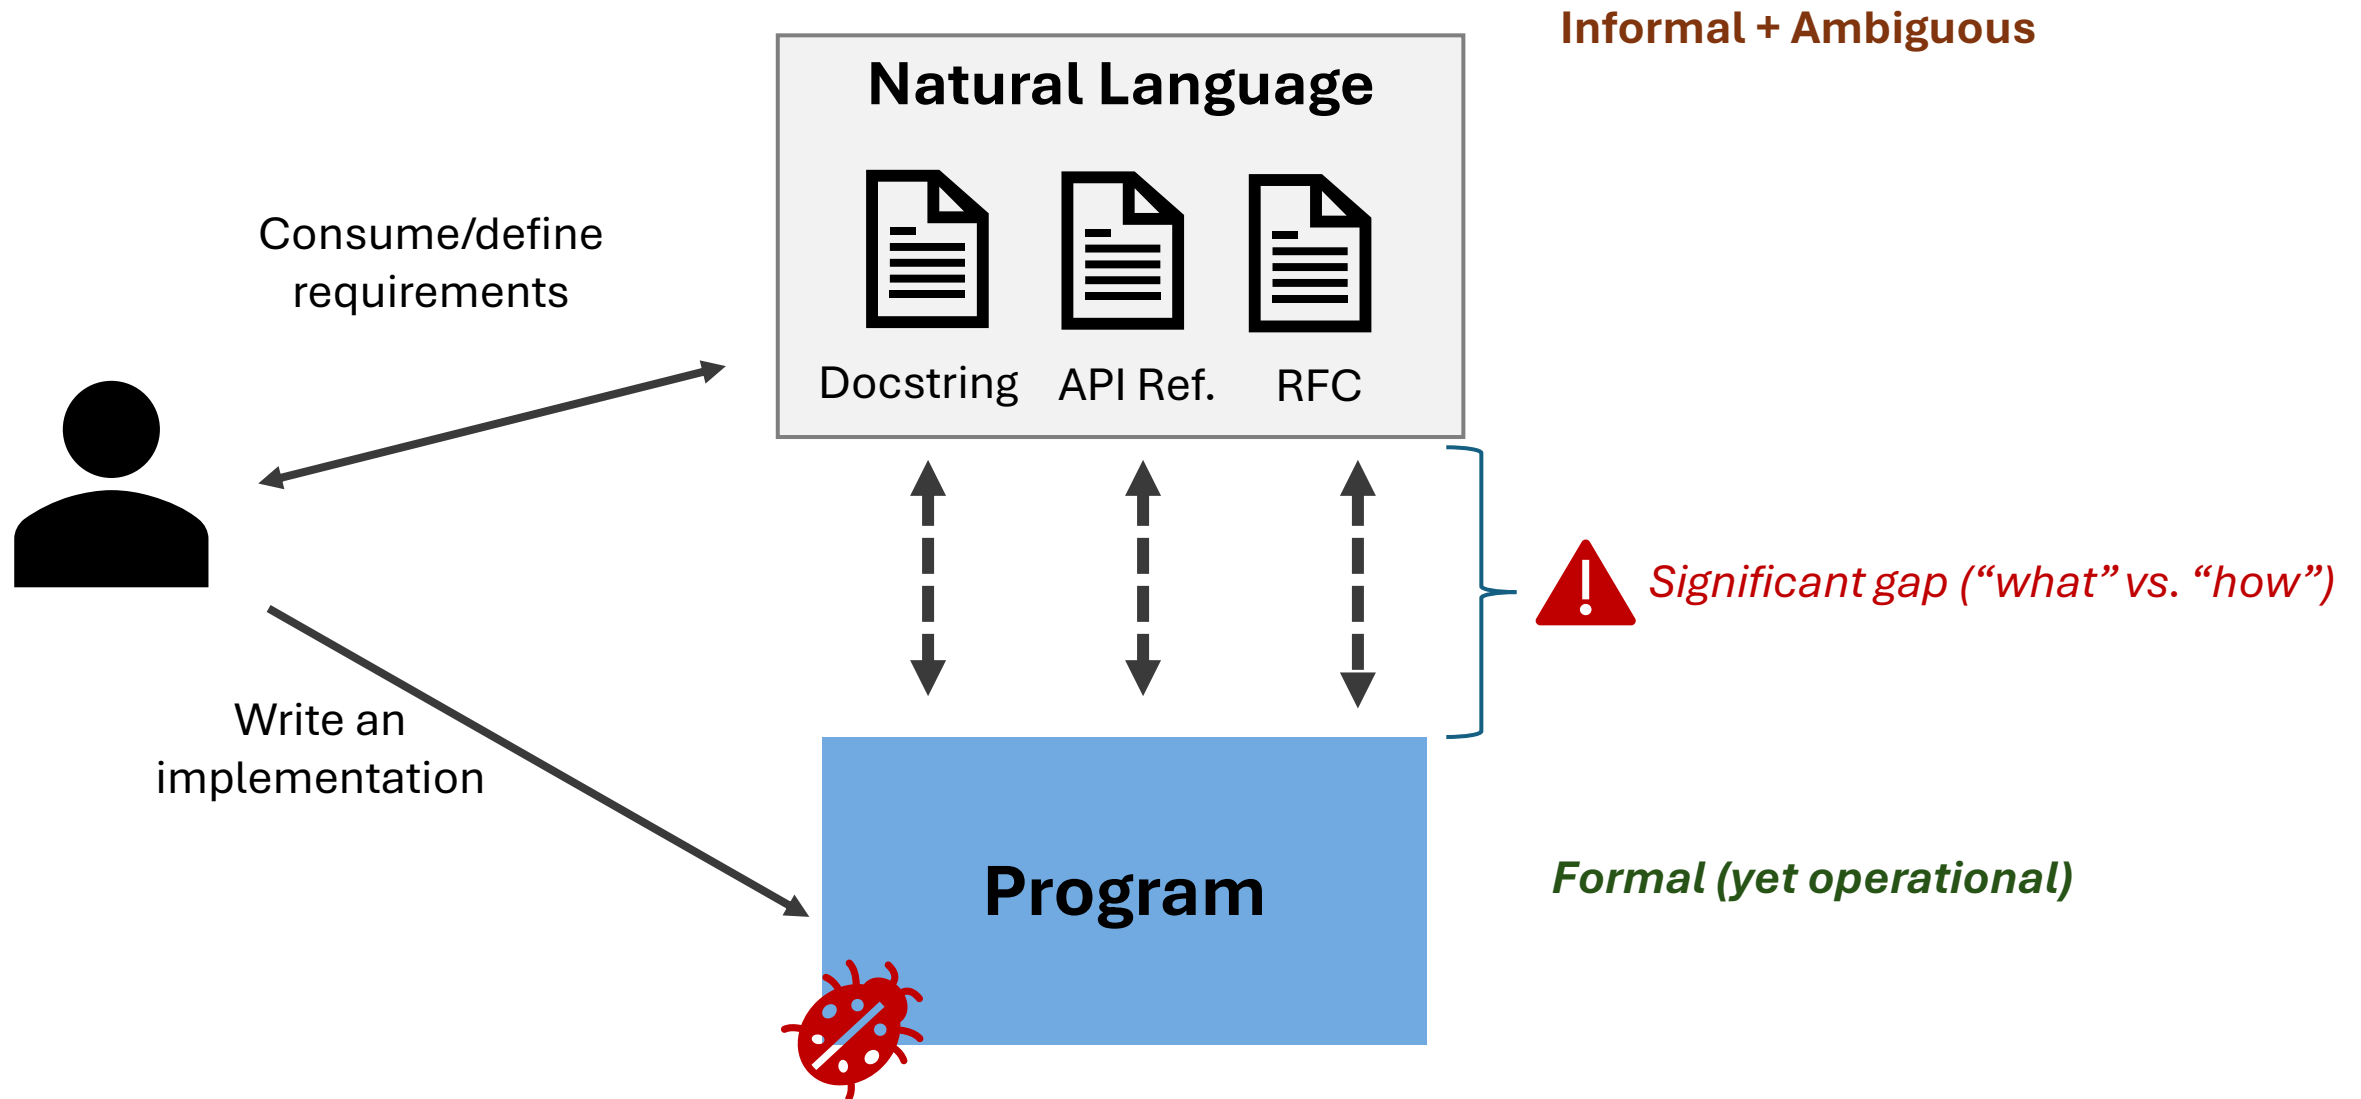 Informal + Ambiguous
Natural Language
Consume/define
requirements
Docstring API Ref. RFC
Significant gap (“what” vs. “how”)
Write an
implementation
Program
Formal (yet operational)